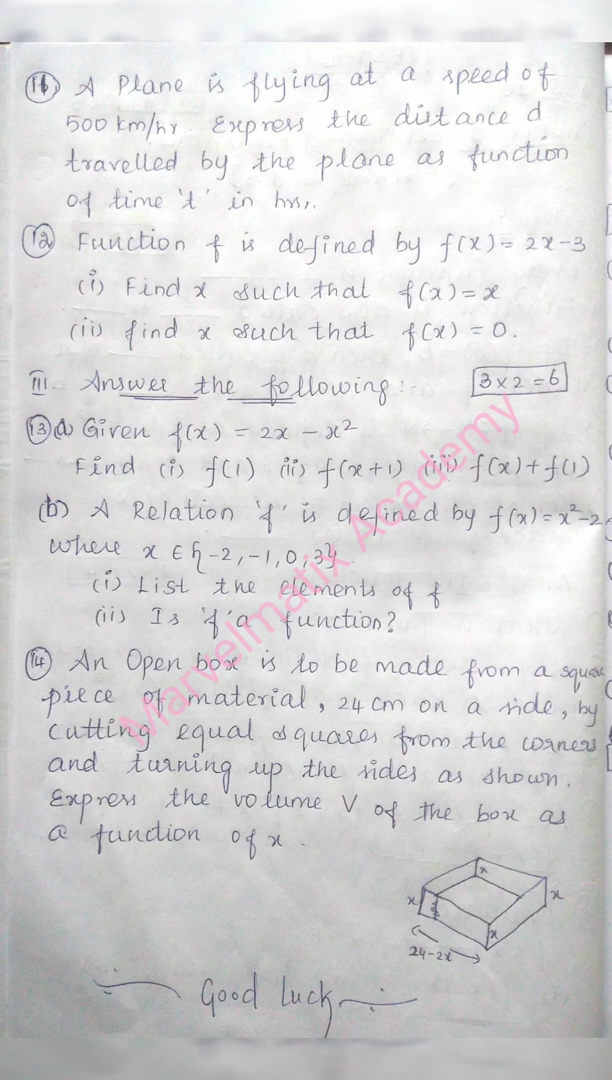 (11) A Plane is flying at a speed of
500 km/hr. Express the distance d
travelled by the plane as function
of time 't' in hrs,.
(12) Function f is defined by f(x) = 2x-3
(i) Find x such that f(x) = x
(ii) find x such that f(x) = 0.
III. Answer the following:- 3 x 2 = 6
(13) a) Given f(x) = 2x - x²
Find (i) f(1) (ii) f(x+1) (iii) f(x) + f(1)
(b) A Relation 'f' is defined by f(x) = x²-2
where x ∈ {-2, -1, 0, 3}.
(i) List the elements of f
(ii) Is 'f' a function?
(14) An Open box is to be made from a square
piece of material, 24 cm on a side, by
cutting equal squares from the corners
and turning up the sides as shown.
Express the volume V of the box as
a function of x.
x
x
x
x
24-2x
Good luck
Marvelmatix Academy